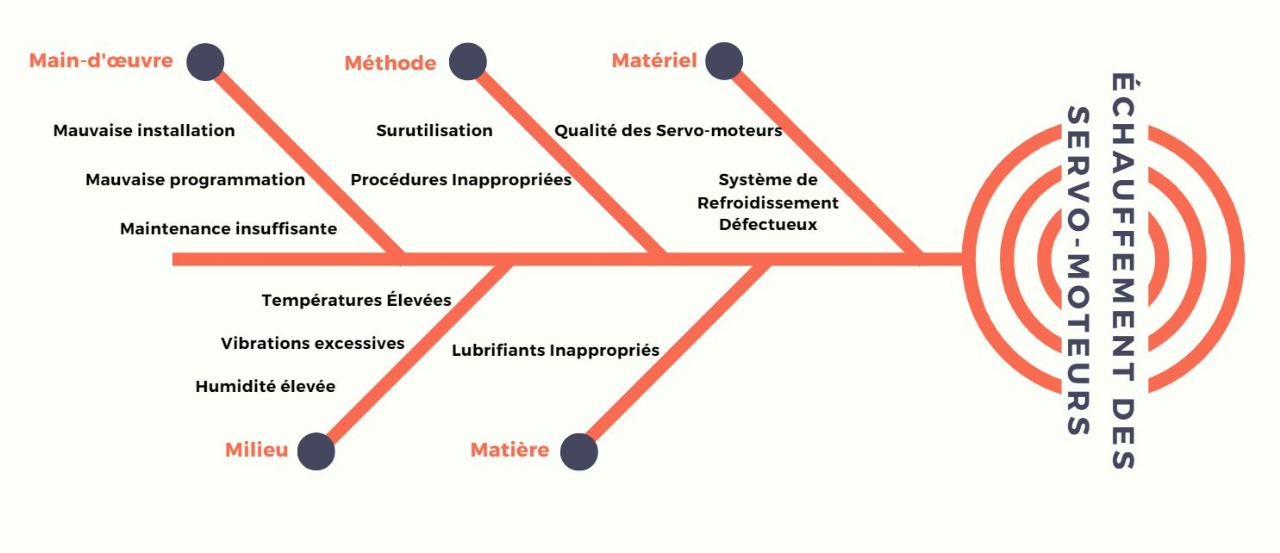 Main-d'œuvre
Méthode
Matériel
Mauvaise installation
Surutilisation
Qualité des Servo-moteurs
Mauvaise programmation
Procédures Inappropriées
Système de
Refroidissement
Défectueux
Maintenance insuffisante
Températures Élevées
Vibrations excessives
Lubrifiants Inappropriés
Humidité élevée
Milieu
Matière
ÉCHAUFFEMENT DES
SERVO-MOTEURS